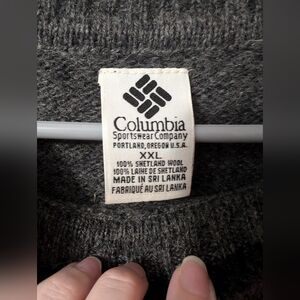 Columbia
Sportswear Company
PORTLAND, OREGON U.S.A.
XXL
100% SHETLAND WOOL
100% LAINE DE SHETLAND
MADE IN SRI LANKA
FABRIQUÉ AU SRI LANKA